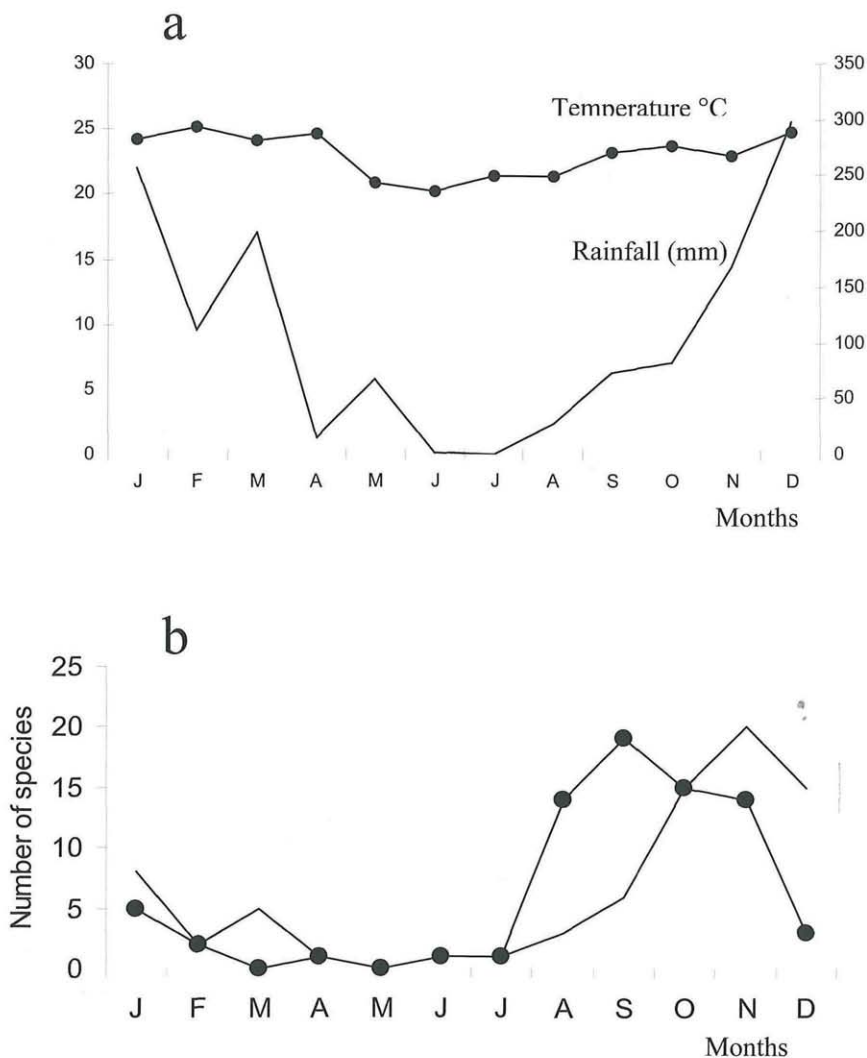 a
30
25
20
15
10
5
0
350
300
250
200
150
100
50
0
Temperature °C
Rainfall (mm)
J F M A M J J A S O N D
Months
b
Number of species
25
20
15
10
5
0
J F M A M J J A S O N D
Months